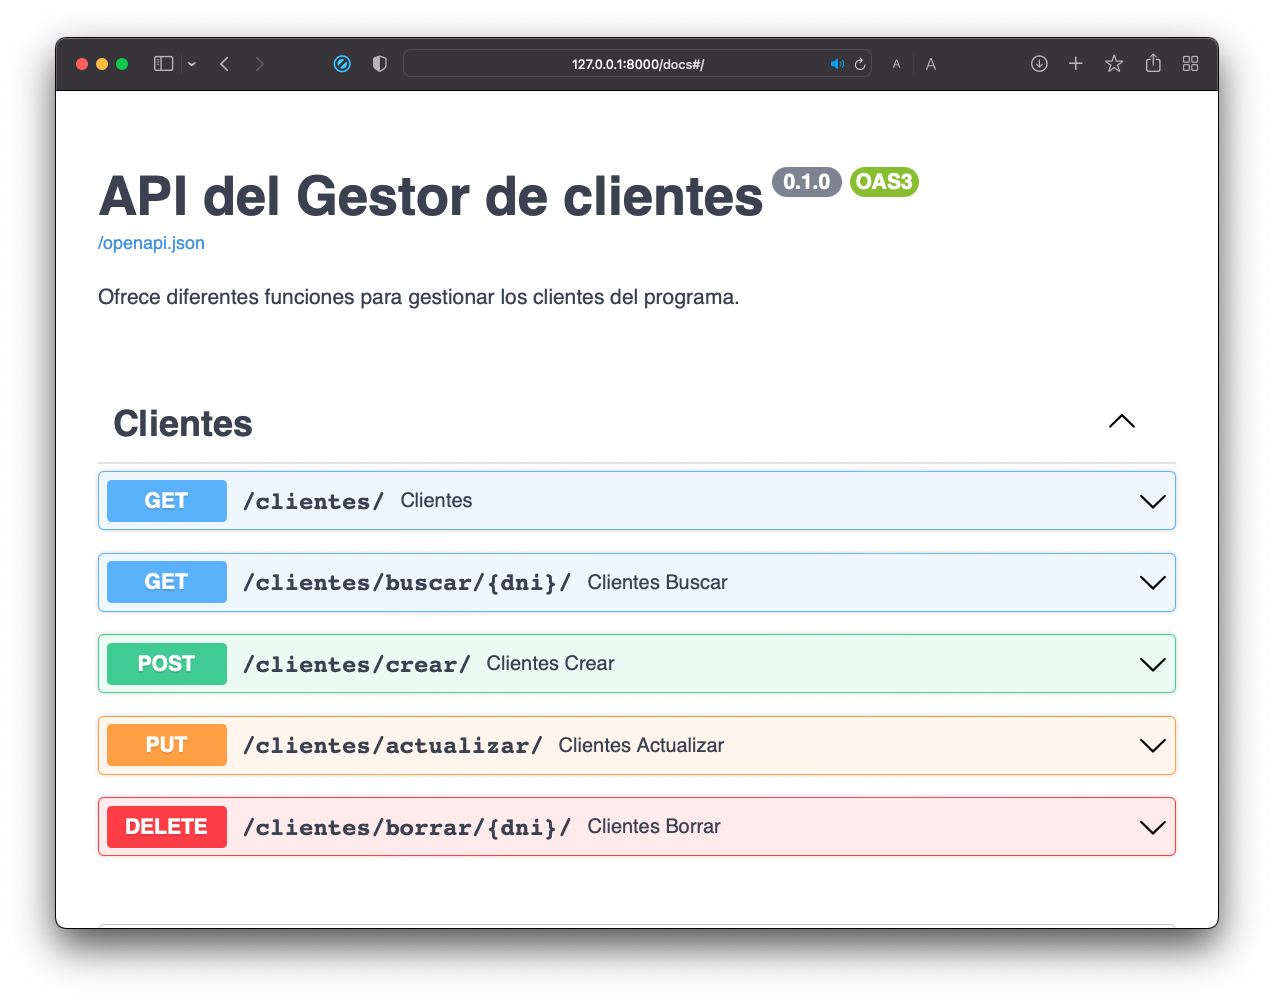 127.0.0.1:8000/docs#/
A A
API del Gestor de clientes 0.1.0 OAS3
/openapi.json
Ofrece diferentes funciones para gestionar los clientes del programa.
Clientes
GET /clientes/ Clientes
GET /clientes/buscar/{dni}/ Clientes Buscar
POST /clientes/crear/ Clientes Crear
PUT /clientes/actualizar/ Clientes Actualizar
DELETE /clientes/borrar/{dni}/ Clientes Borrar